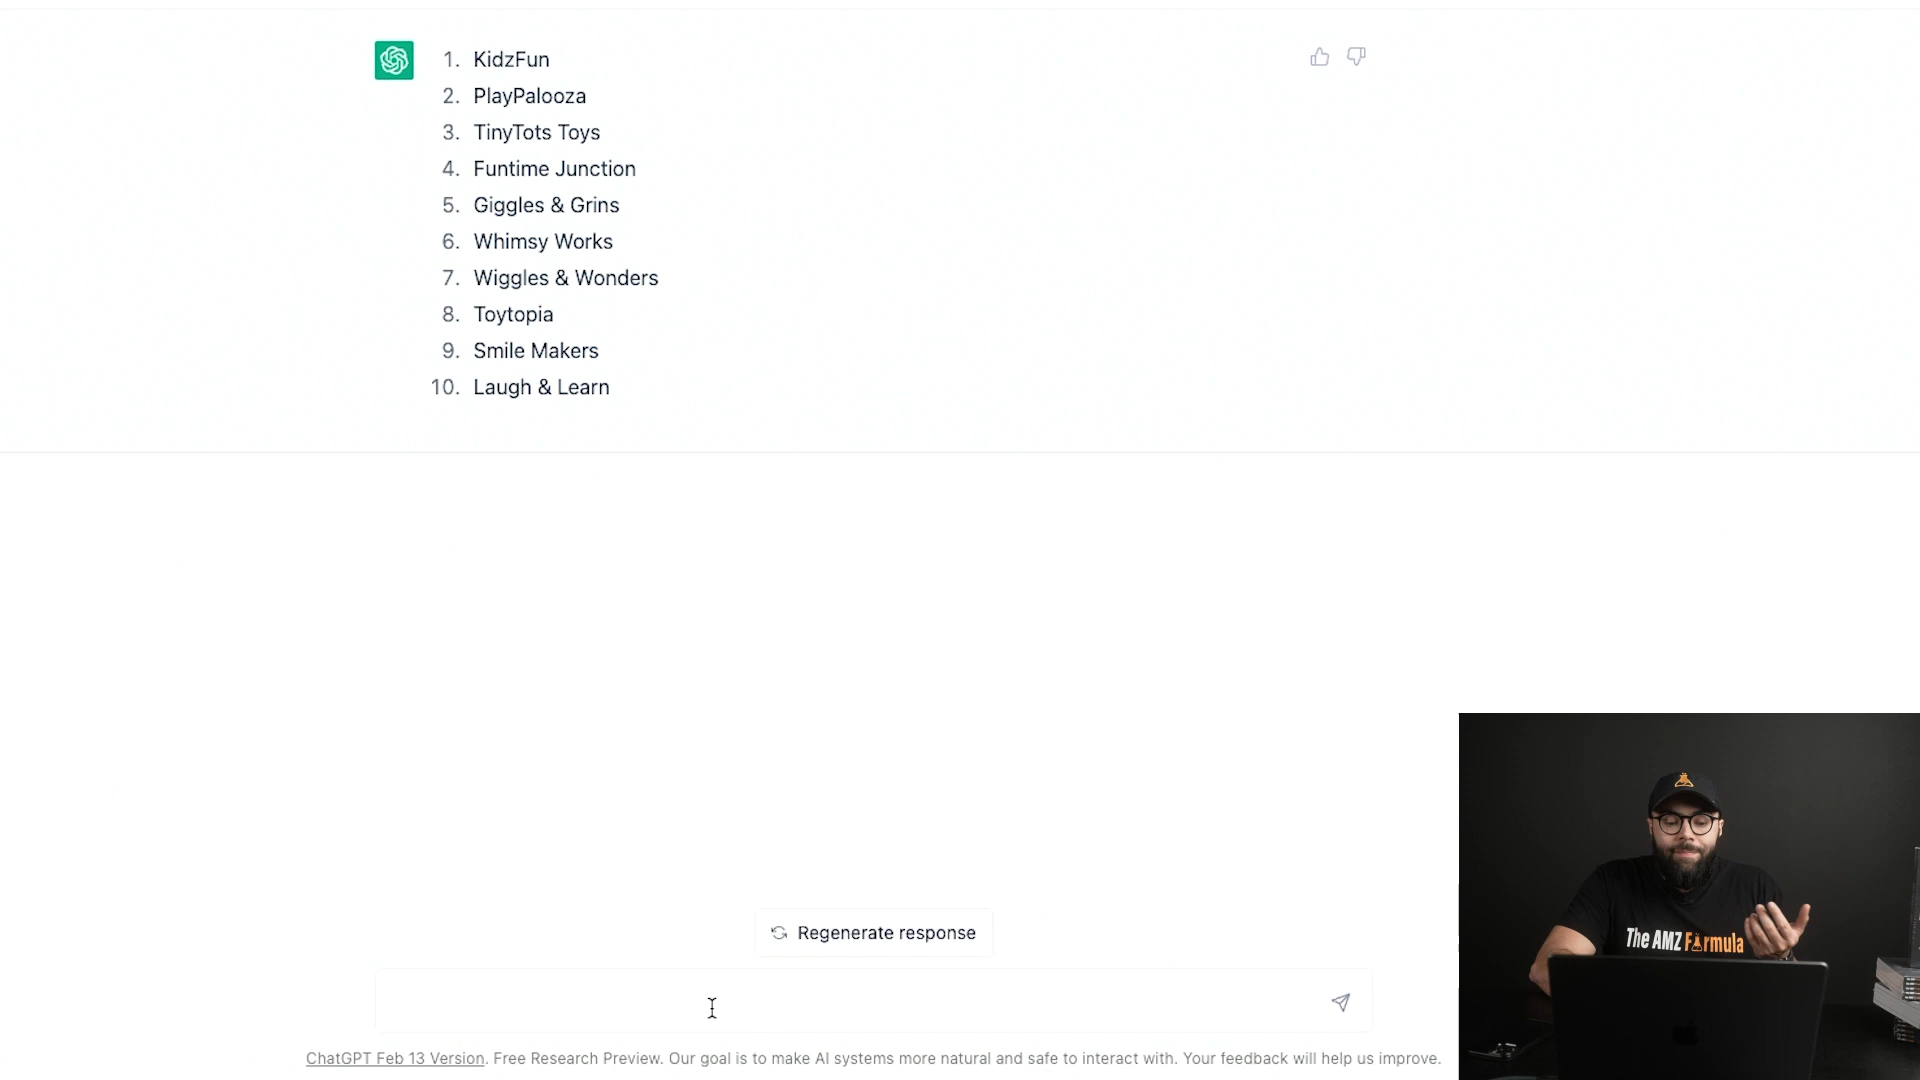 1. KidzFun
2. PlayPalooza
3. TinyTots Toys
4. Funtime Junction
5. Giggles & Grins
6. Whimsy Works
7. Wiggles & Wonders
8. Toytopia
9. Smile Makers
10. Laugh & Learn
Regenerate response
ChatGPT Feb 13 Version. Free Research Preview. Our goal is to make AI systems more natural and safe to interact with. Your feedback will help us improve.
The AMZ Formula